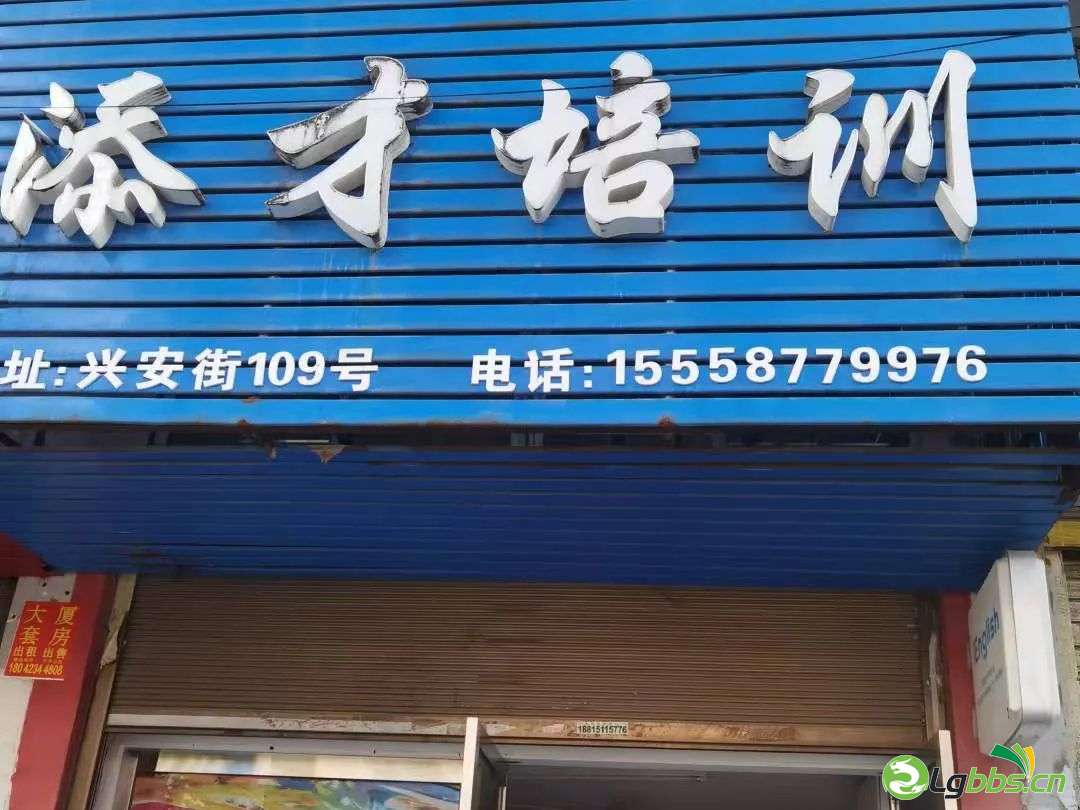 添才培训
址:兴安街109号 电话:15558779976
大厦
套房
出租 出售
18042344808
English
18815115776
Lgbbs.cn